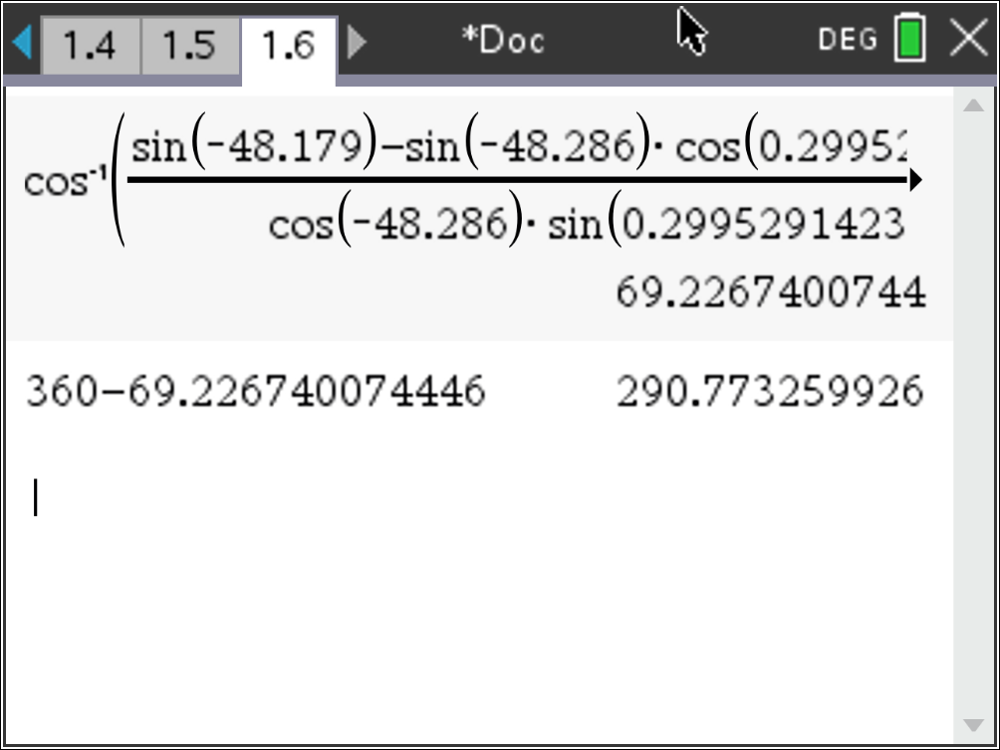 1.4 1.5 1.6 *Doc DEG
sin(-48.179)−sin(-48.286)· cos(0.29952
cos⁻¹(
cos(-48.286)· sin(0.2995291423
69.2267400744
360−69.226740074446 290.773259926